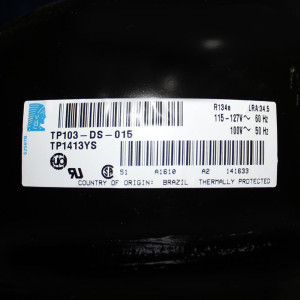 R134a LRA:34.5
115-127V~ 60 Hz
100V~ 50 Hz
TP103-DS-015
TP1413YS
51 A1610 A2 141633
COUNTRY OF ORIGIN: BRAZIL THERMALLY PROTECTED